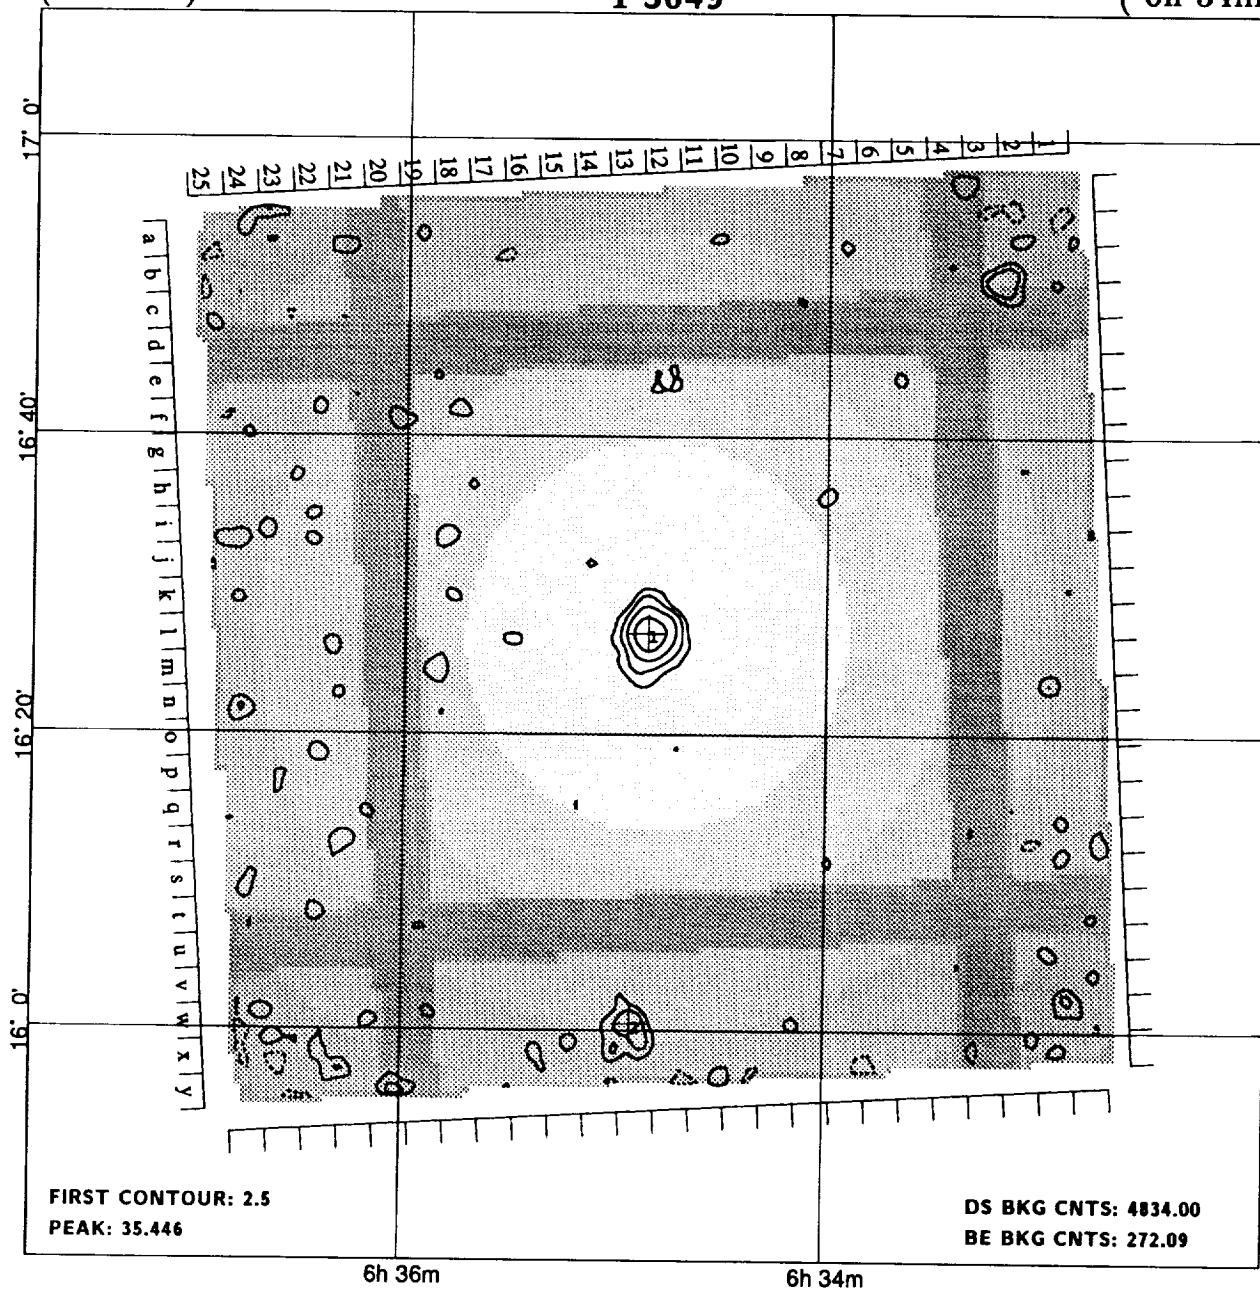 17° 0'
25 24 23 22 21 20 19 18 17 16 15 14 13 12 11 10 9 8 7 6 5 4 3 2 1
a b c d e f g h i j k l m n o p q r s t u v w x y
16° 40'
1
16° 20'
16° 0'
2
FIRST CONTOUR: 2.5
PEAK: 35.446
DS BKG CNTS: 4834.00
BE BKG CNTS: 272.09
6h 36m
6h 34m